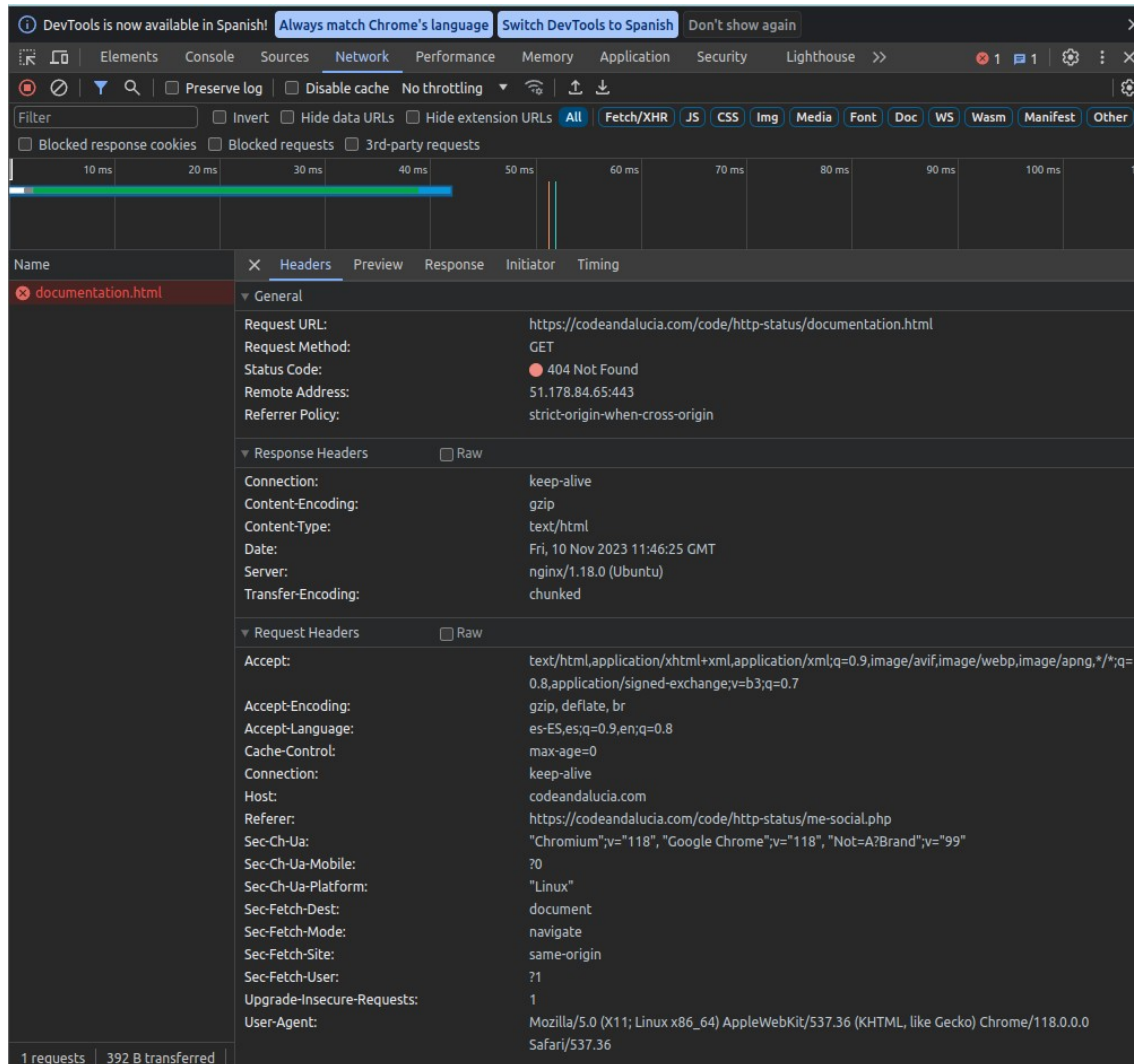 DevTools is now available in Spanish! Always match Chrome's language Switch DevTools to Spanish Don't show again
Elements Console Sources Network Performance Memory Application Security Lighthouse 1 1
Preserve log Disable cache No throttling
Filter Invert Hide data URLs Hide extension URLs All Fetch/XHR JS CSS Img Media Font Doc WS Wasm Manifest Other
Blocked response cookies Blocked requests 3rd-party requests
10 ms 20 ms 30 ms 40 ms 50 ms 60 ms 70 ms 80 ms 90 ms 100 ms
Name Headers Preview Response Initiator Timing
documentation.html
General
Request URL: https://codeandalucia.com/code/http-status/documentation.html
Request Method: GET
Status Code: 404 Not Found
Remote Address: 51.178.84.65:443
Referrer Policy: strict-origin-when-cross-origin
Response Headers Raw
Connection: keep-alive
Content-Encoding: gzip
Content-Type: text/html
Date: Fri, 10 Nov 2023 11:46:25 GMT
Server: nginx/1.18.0 (Ubuntu)
Transfer-Encoding: chunked
Request Headers Raw
Accept: text/html,application/xhtml+xml,application/xml;q=0.9,image/avif,image/webp,image/apng,*/*;q=
0.8,application/signed-exchange;v=b3;q=0.7
Accept-Encoding: gzip, deflate, br
Accept-Language: es-ES,es;q=0.9,en;q=0.8
Cache-Control: max-age=0
Connection: keep-alive
Host: codeandalucia.com
Referer: https://codeandalucia.com/code/http-status/me-social.php
Sec-Ch-Ua: "Chromium";v="118", "Google Chrome";v="118", "Not=A?Brand";v="99"
Sec-Ch-Ua-Mobile: ?0
Sec-Ch-Ua-Platform: "Linux"
Sec-Fetch-Dest: document
Sec-Fetch-Mode: navigate
Sec-Fetch-Site: same-origin
Sec-Fetch-User: ?1
Upgrade-Insecure-Requests: 1
User-Agent: Mozilla/5.0 (X11; Linux x86_64) AppleWebKit/537.36 (KHTML, like Gecko) Chrome/118.0.0.0
Safari/537.36
1 requests 392 B transferred